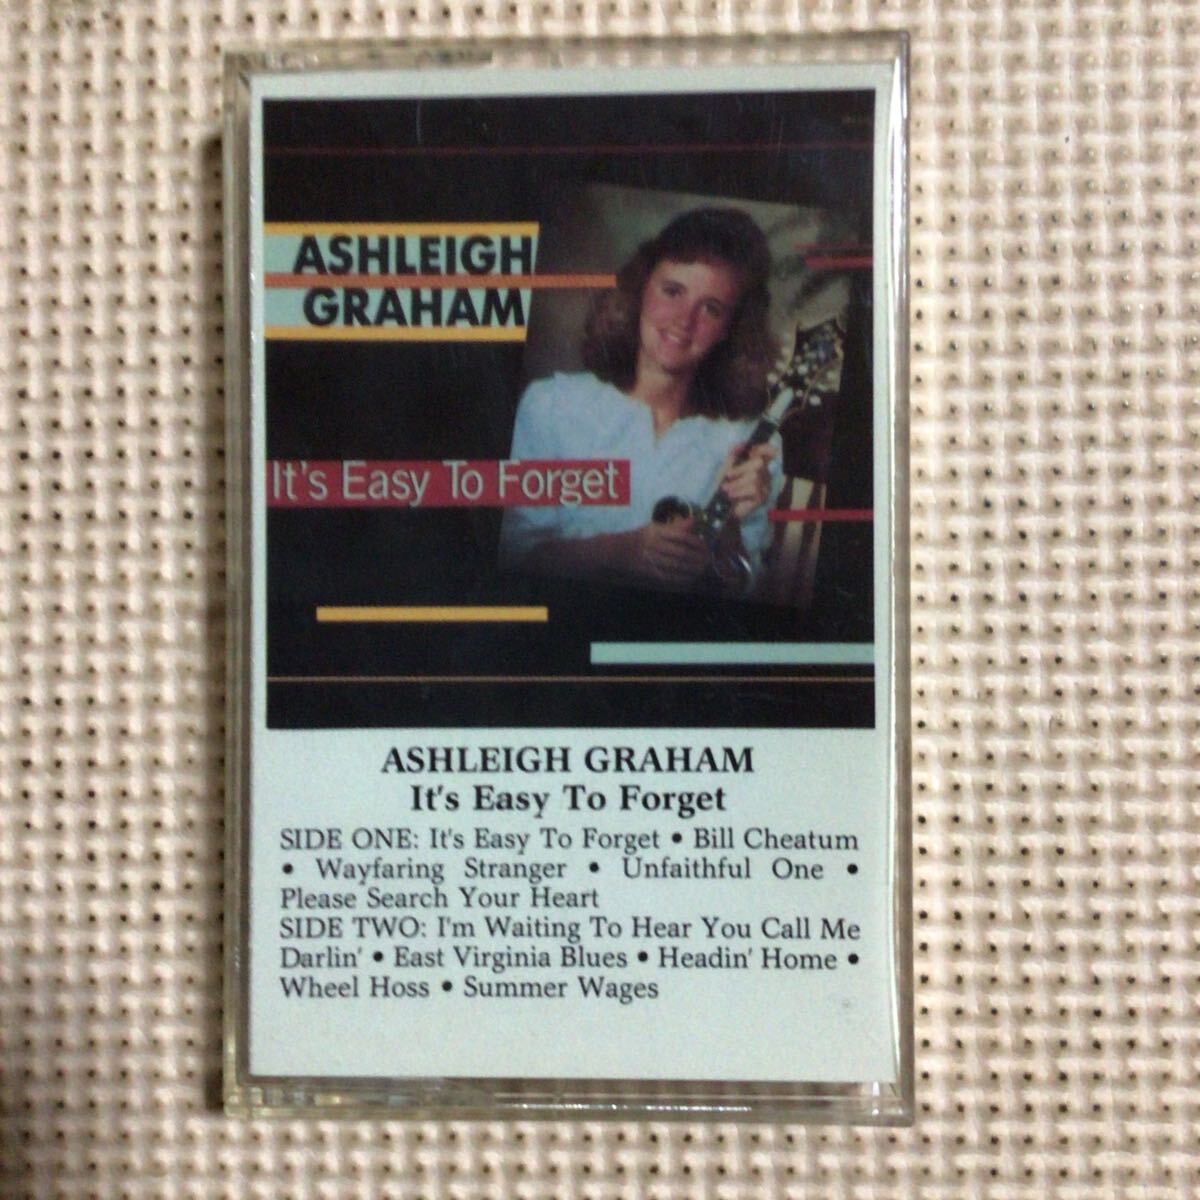 ASHLEIGH
GRAHAM
It's Easy To Forget
ASHLEIGH GRAHAM
It's Easy To Forget
SIDE ONE: It's Easy To Forget • Bill Cheatum
• Wayfaring Stranger • Unfaithful One •
Please Search Your Heart
SIDE TWO: I'm Waiting To Hear You Call Me
Darlin' • East Virginia Blues • Headin' Home •
Wheel Hoss • Summer Wages